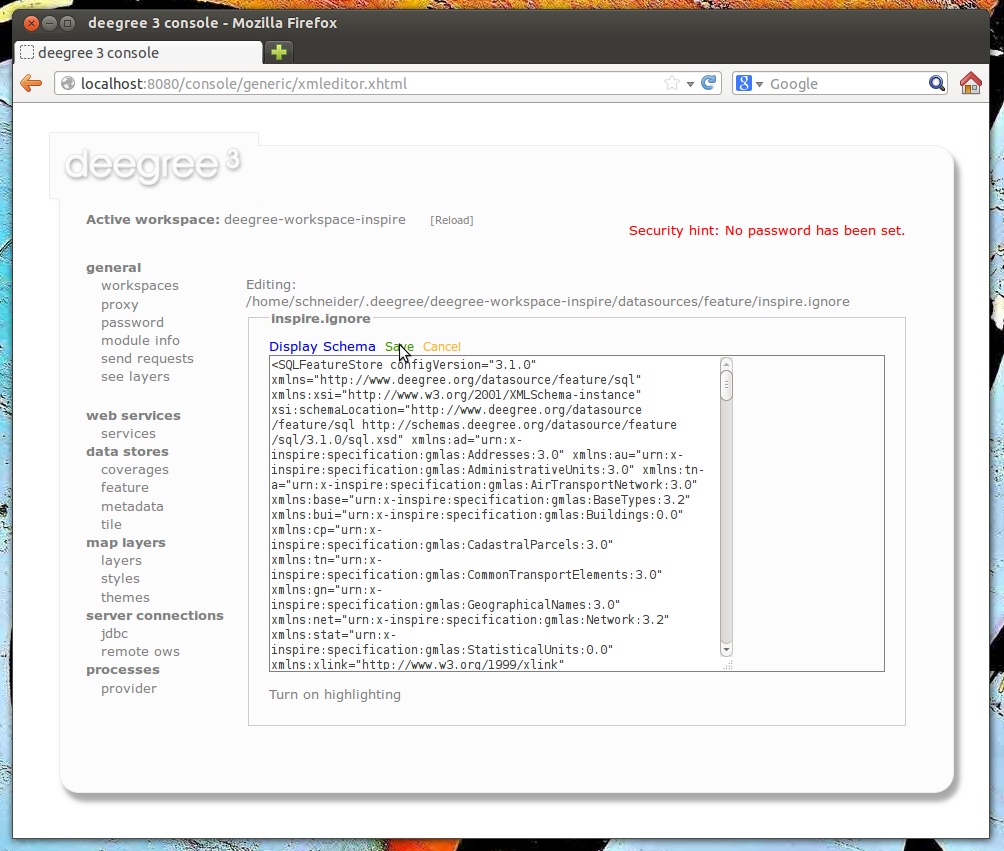 deegree 3 console - Mozilla Firefox
deegree 3 console
localhost:8080/console/generic/xmleditor.xhtml
8 Google
deegree 3
Active workspace: deegree-workspace-inspire [Reload]
Security hint: No password has been set.
general
workspaces
proxy
password
module info
send requests
see layers
web services
services
data stores
coverages
feature
metadata
tile
map layers
layers
styles
themes
server connections
jdbc
remote ows
processes
provider
Editing:
/home/schneider/.deegree/deegree-workspace-inspire/datasources/feature/inspire.ignore
inspire.ignore
Display Schema Save Cancel
<SQLFeatureStore configVersion="3.1.0"
xmlns="http://www.deegree.org/datasource/feature/sql"
xmlns:xsi="http://www.w3.org/2001/XMLSchema-instance"
xsi:schemaLocation="http://www.deegree.org/datasource
/feature/sql http://schemas.deegree.org/datasource/feature
/sql/3.1.0/sql.xsd" xmlns:ad="urn:x-
inspire:specification:gmlas:Addresses:3.0" xmlns:au="urn:x-
inspire:specification:gmlas:AdministrativeUnits:3.0" xmlns:tn-
a="urn:x-inspire:specification:gmlas:AirTransportNetwork:3.0"
xmlns:base="urn:x-inspire:specification:gmlas:BaseTypes:3.2"
xmlns:bui="urn:x-inspire:specification:gmlas:Buildings:0.0"
xmlns:cp="urn:x-
inspire:specification:gmlas:CadastralParcels:3.0"
xmlns:tn="urn:x-
inspire:specification:gmlas:CommonTransportElements:3.0"
xmlns:gn="urn:x-
inspire:specification:gmlas:GeographicalNames:3.0"
xmlns:net="urn:x-inspire:specification:gmlas:Network:3.2"
xmlns:stat="urn:x-
inspire:specification:gmlas:StatisticalUnits:0.0"
xmlns:xlink="http://www.w3.org/1999/xlink"
Turn on highlighting